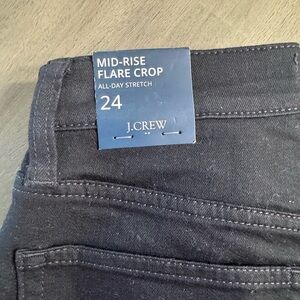 MID-RISE
FLARE CROP
ALL-DAY STRETCH
24
J.CREW